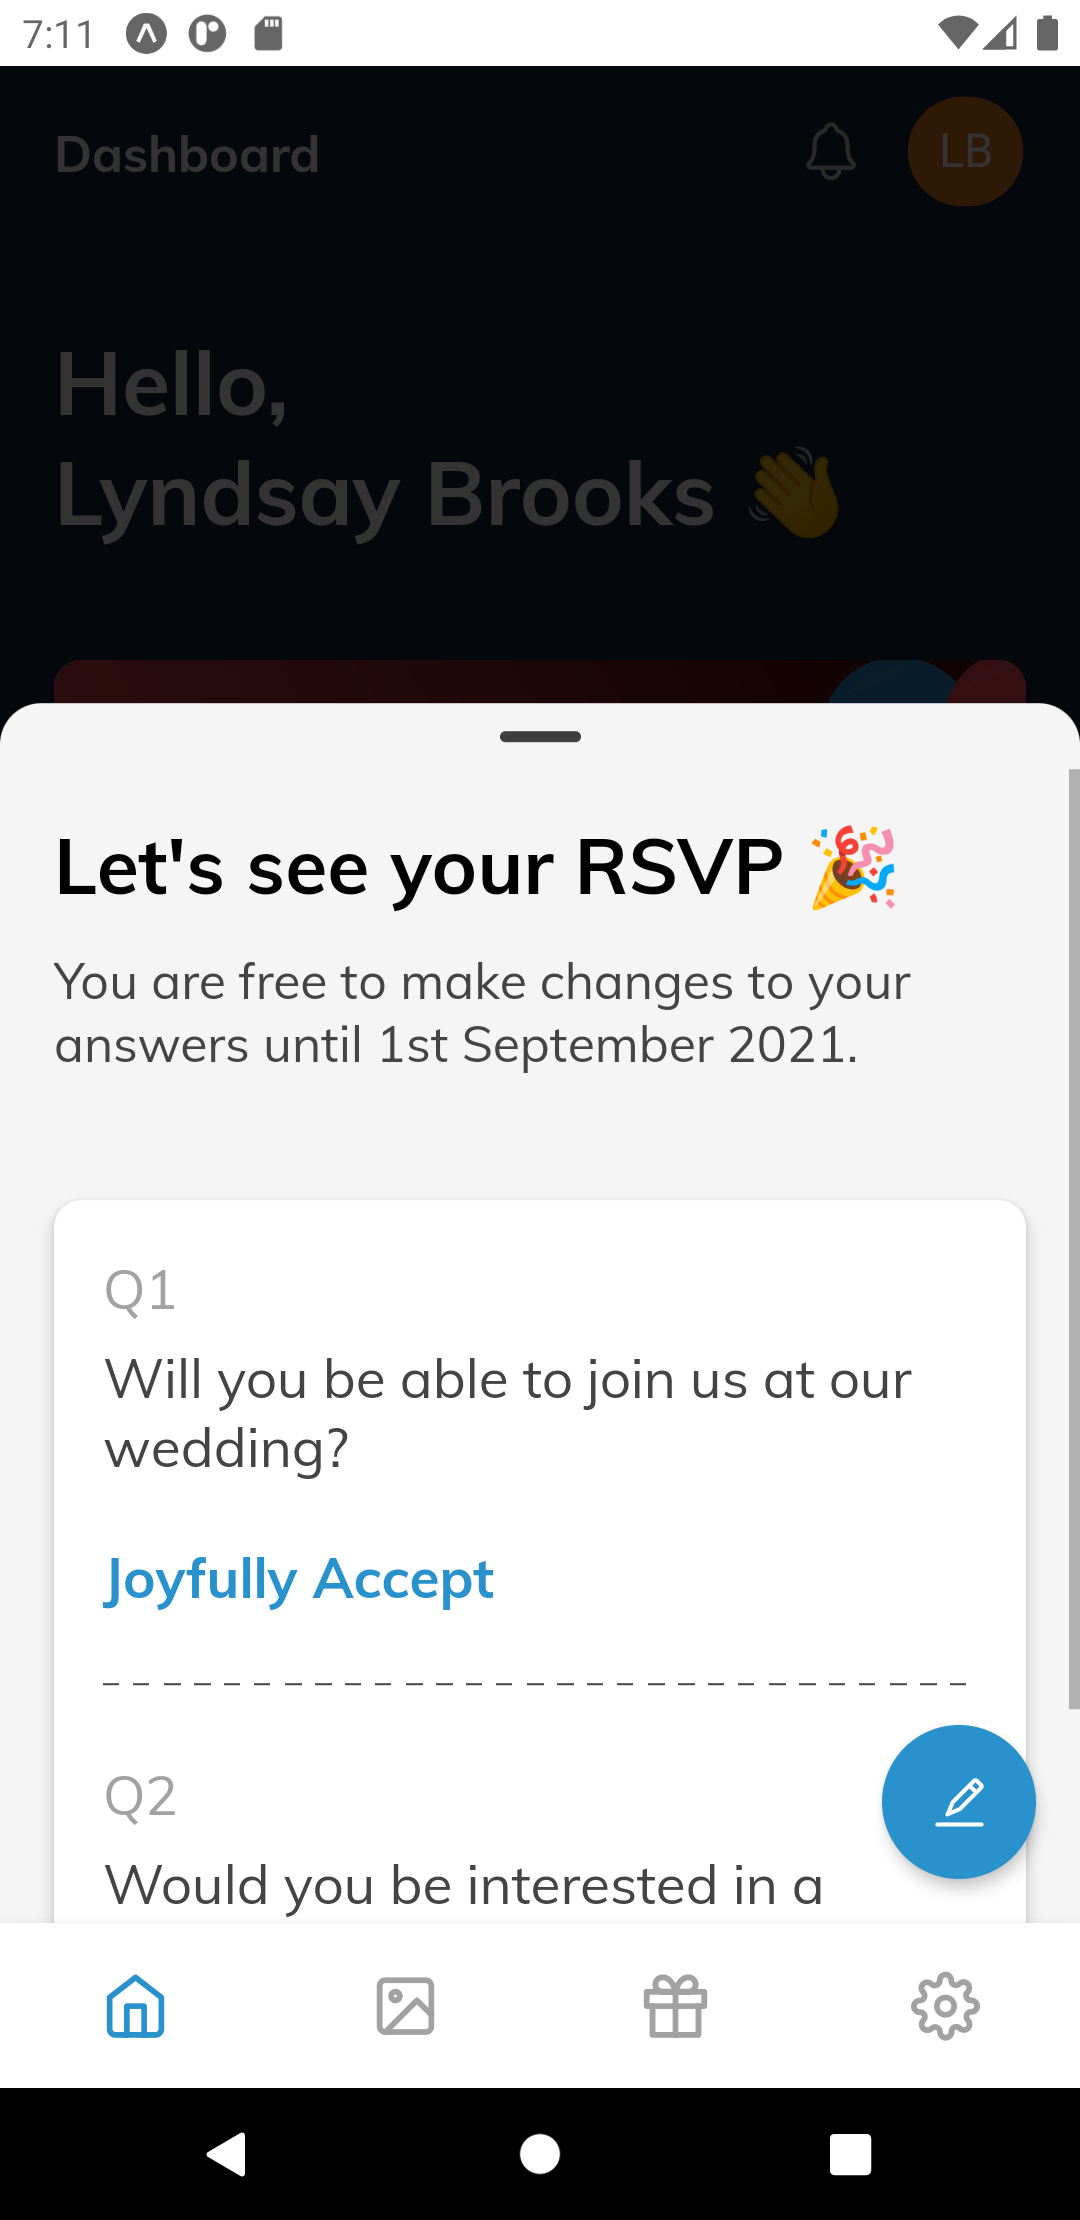 7:11
Dashboard
LB
Hello,
Lyndsay Brooks 👋
Let's see your RSVP 🎉
You are free to make changes to your
answers until 1st September 2021.
Q1
Will you be able to join us at our
wedding?
Joyfully Accept
Q2
Would you be interested in a